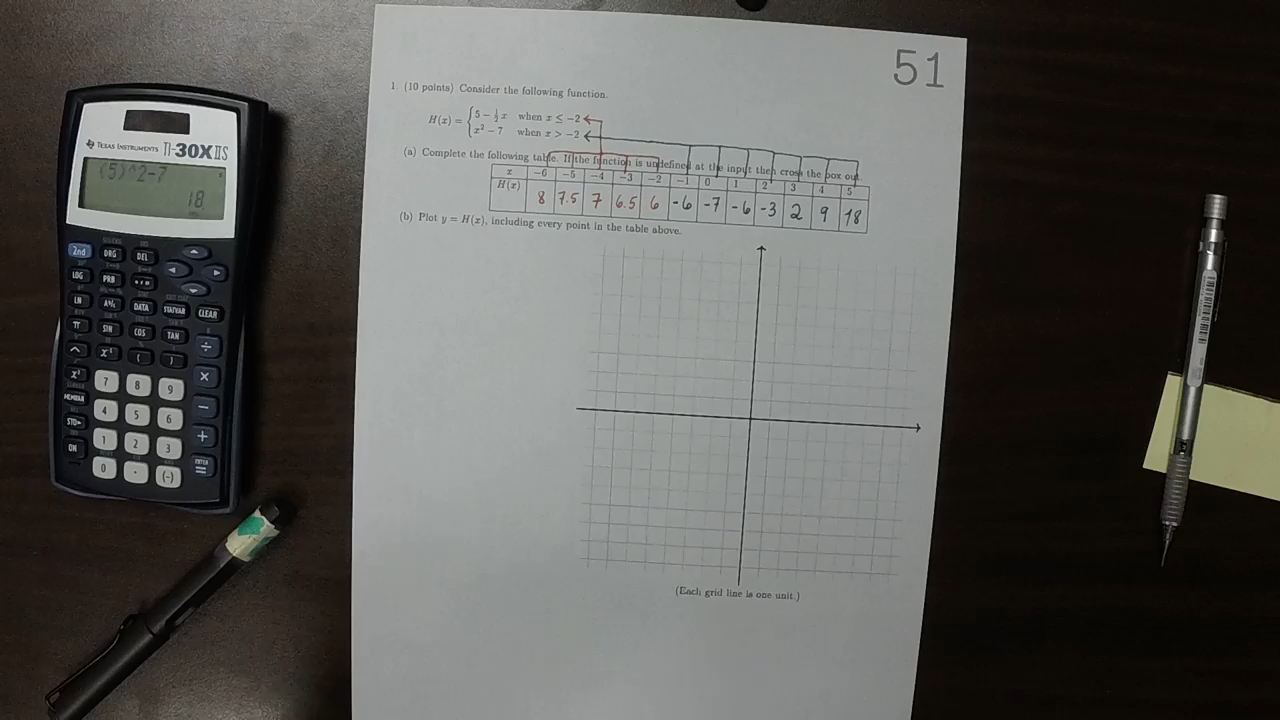 51
1. (10 points) Consider the following function.
H(x) = { 5 − ½x when x ≤ −2
x² − 7 when x > −2
(a) Complete the following table. If the function is undefined at the input then cross the box out.
x −6 −5 −4 −3 −2 −1 0 1 2 3 4 5
H(x) 8 7.5 7 6.5 6 -6 -7 -6 -3 2 9 18
(b) Plot y = H(x), including every point in the table above.
(Each grid line is one unit.)
TEXAS INSTRUMENTS TI-30X IIS
(5)^2-7
18.
2nd DRG DEL
LOG PRB
LN DATA STATVAR CLEAR
π SIN COS TAN ÷
^ ( )
x² 7 8 9 ×
MEMVAR 4 5 6 −
STO▸ 1 2 3 +
ON 0 . (−) ENTER =